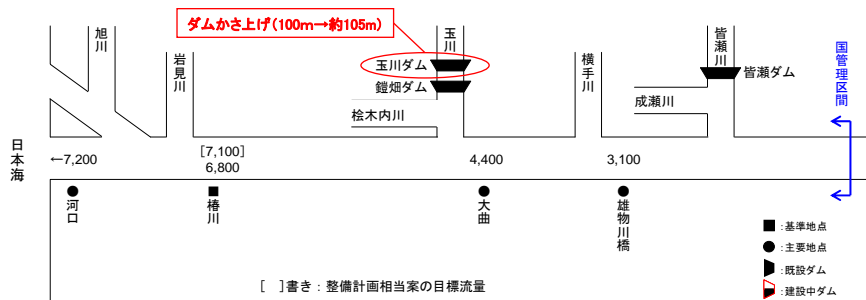 ダムかさ上げ(100m→約105m)
旭川
岩見川
玉川
横手川
皆瀬川
国管理区間
玉川ダム
鎧畑ダム
皆瀬ダム
成瀬川
桧木内川
日本海
←7,200
[7,100]
6,800
4,400
3,100
河口
椿川
大曲
雄物川橋
■:基準地点
●:主要地点
:既設ダム
:建設中ダム
[ ]書き：整備計画相当案の目標流量